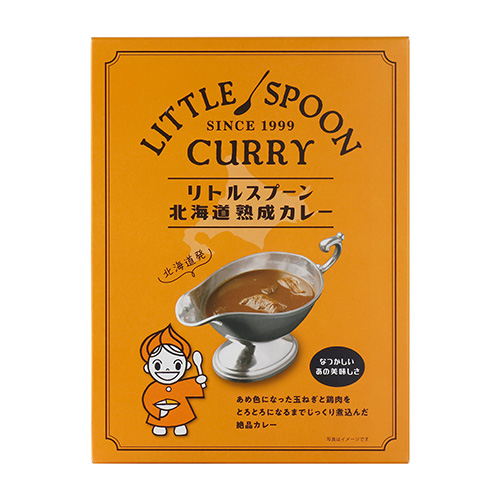 LITTLE SPOON
SINCE 1999
CURRY
リトルスプーン
北海道熟成カレー
北海道発
なつかしい
あの美味しさ
あめ色になった玉ねぎと鶏肉を
とろとろになるまでじっくり煮込んだ
絶品カレー
写真はイメージです